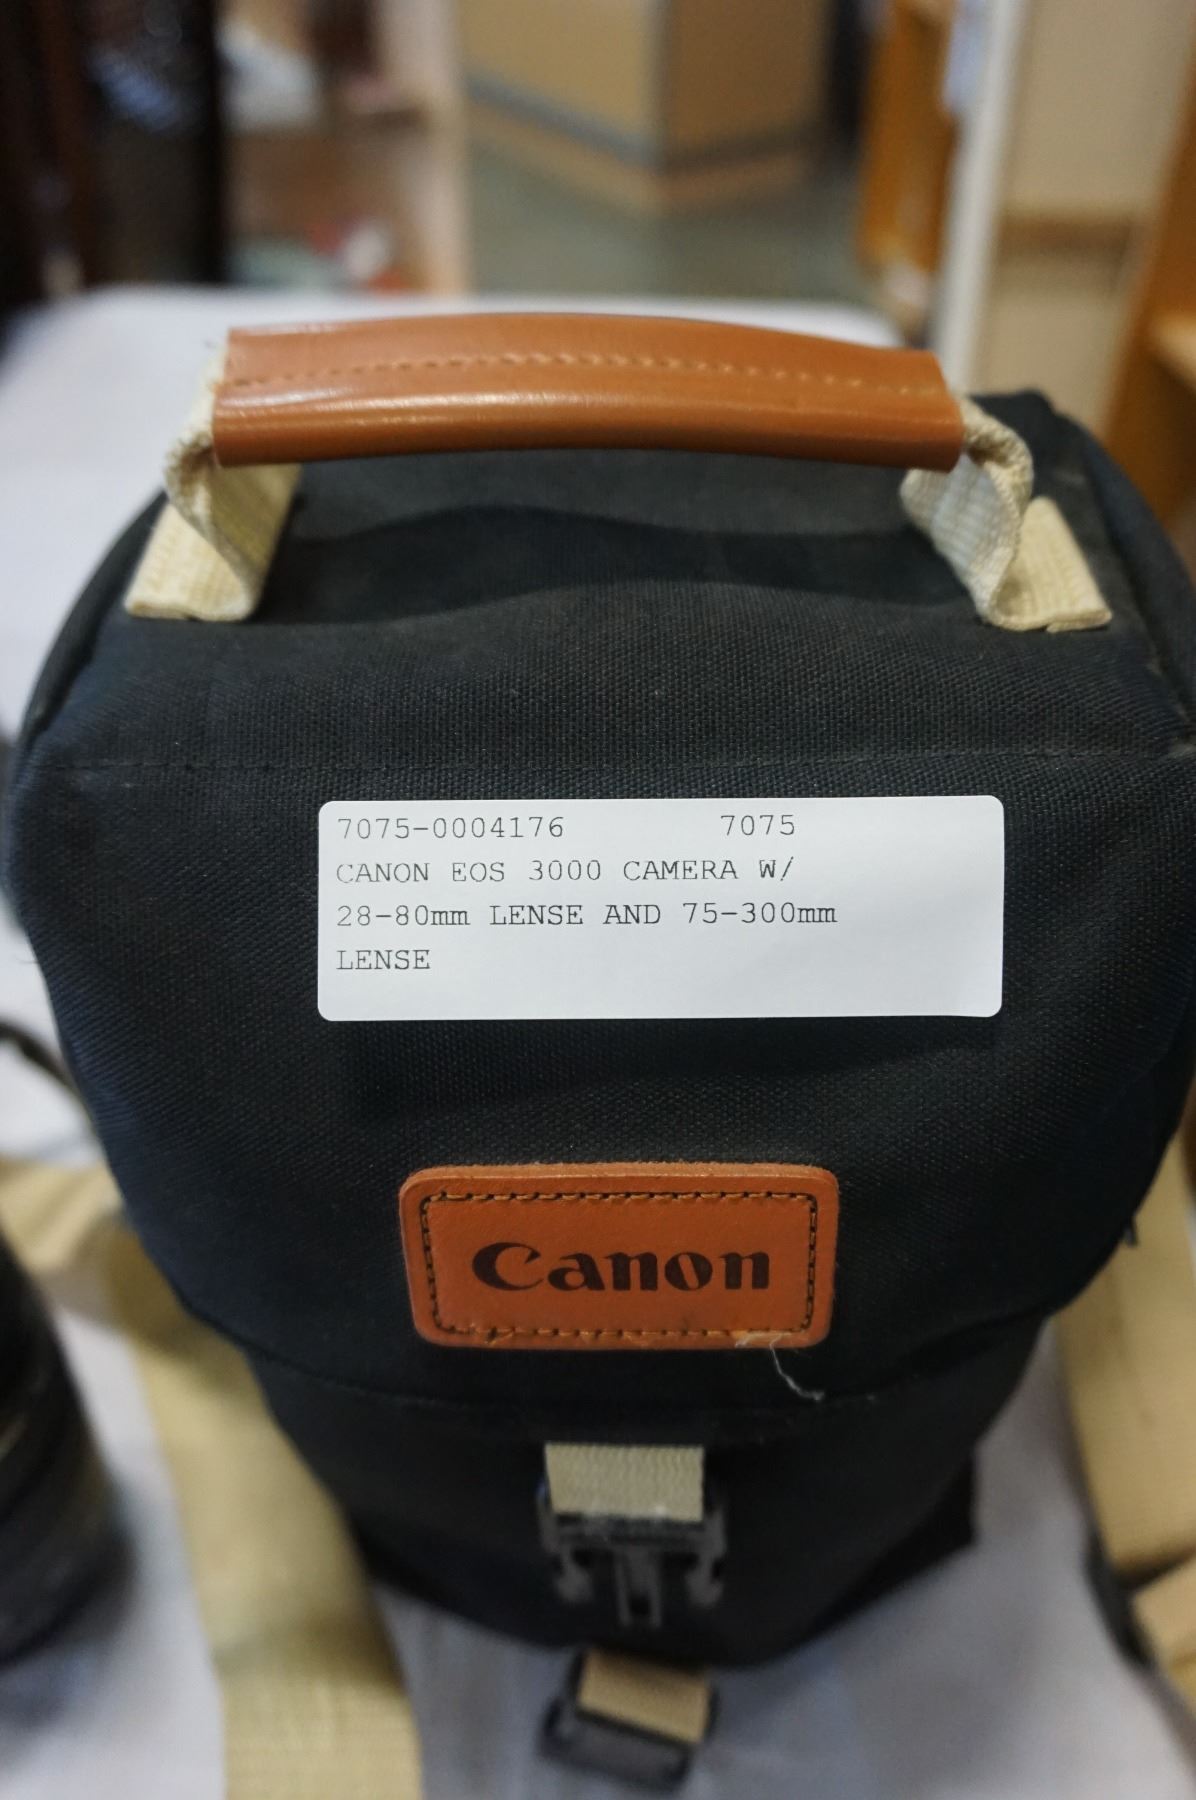 7075-0004176 7075
CANON EOS 3000 CAMERA W/
28-80mm LENSE AND 75-300mm
LENSE
Canon